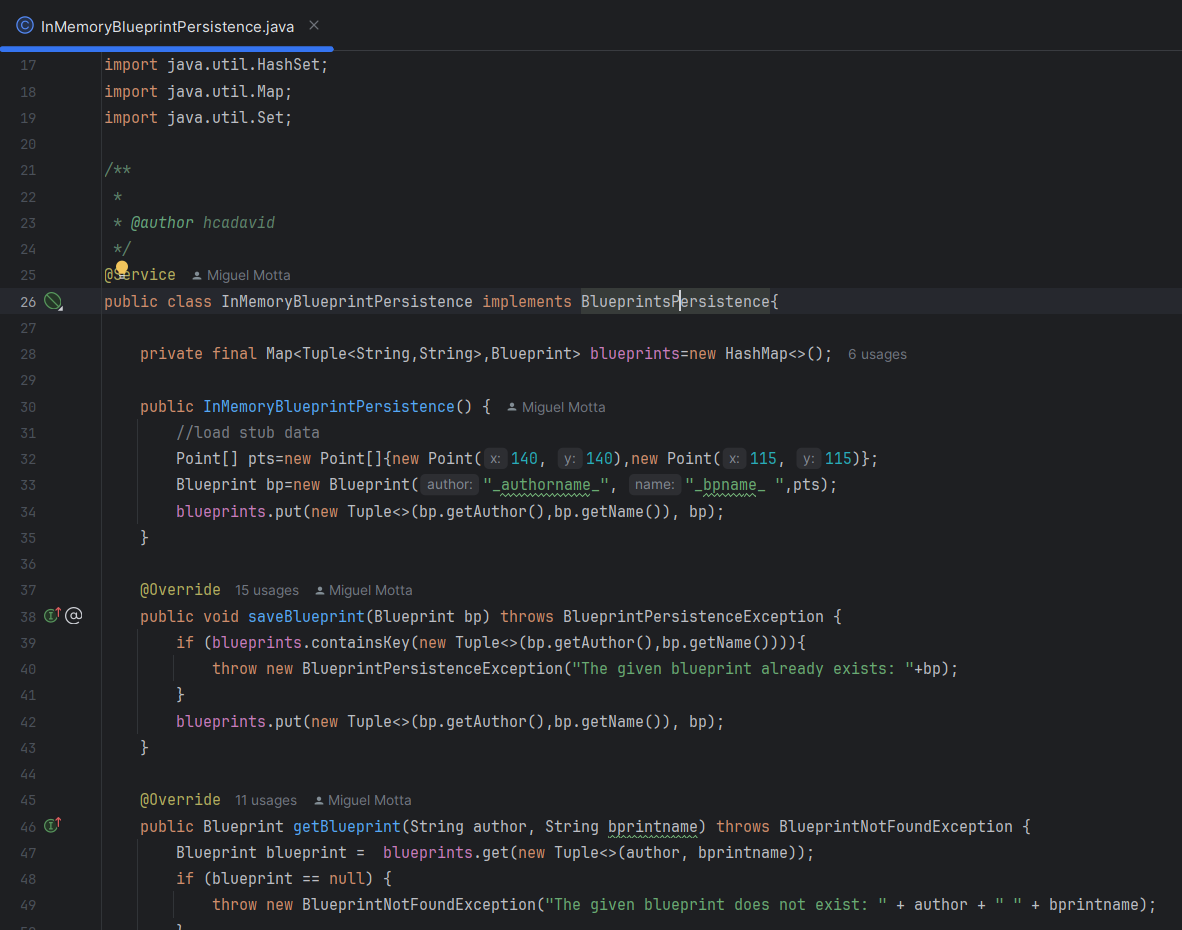 InMemoryBlueprintPersistence.java
17 import java.util.HashSet;
18 import java.util.Map;
19 import java.util.Set;
20
21 /**
22  *
23  * @author hcadavid
24  */
25 @Service Miguel Motta
26 public class InMemoryBlueprintPersistence implements BlueprintsPersistence{
27
28     private final Map<Tuple<String,String>,Blueprint> blueprints=new HashMap<>(); 6 usages
29
30     public InMemoryBlueprintPersistence() { Miguel Motta
31         //load stub data
32         Point[] pts=new Point[]{new Point( x: 140, y: 140),new Point( x: 115, y: 115)};
33         Blueprint bp=new Blueprint( author: "_authorname_", name: "_bpname_ ",pts);
34         blueprints.put(new Tuple<>(bp.getAuthor(),bp.getName()), bp);
35     }
36
37     @Override 15 usages Miguel Motta
38     public void saveBlueprint(Blueprint bp) throws BlueprintPersistenceException {
39         if (blueprints.containsKey(new Tuple<>(bp.getAuthor(),bp.getName()))){
40             throw new BlueprintPersistenceException("The given blueprint already exists: "+bp);
41         }
42         blueprints.put(new Tuple<>(bp.getAuthor(),bp.getName()), bp);
43     }
44
45     @Override 11 usages Miguel Motta
46     public Blueprint getBlueprint(String author, String bprintname) throws BlueprintNotFoundException {
47         Blueprint blueprint =  blueprints.get(new Tuple<>(author, bprintname));
48         if (blueprint == null) {
49             throw new BlueprintNotFoundException("The given blueprint does not exist: " + author + " " + bprintname);